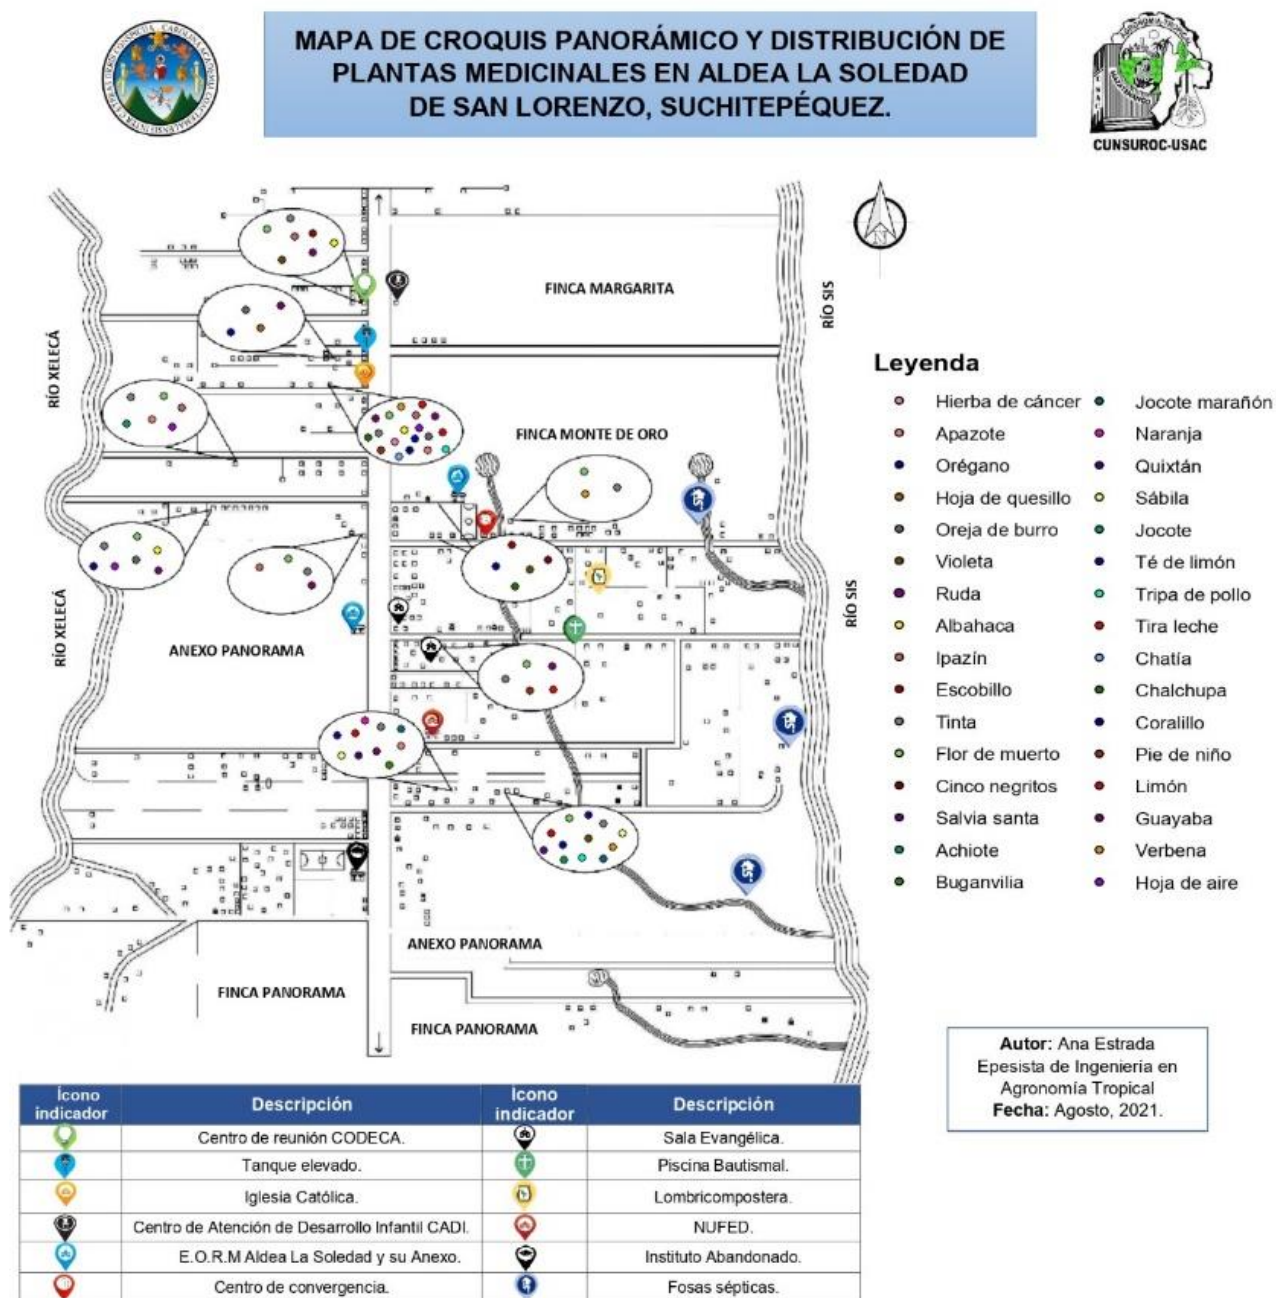 MAPA DE CROQUIS PANORÁMICO Y DISTRIBUCIÓN DE
PLANTAS MEDICINALES EN ALDEA LA SOLEDAD
DE SAN LORENZO, SUCHITEPÉQUEZ.
CUNSUROC-USAC
N
FINCA MARGARITA
RÍO SIS
RÍO XELECÁ
FINCA MONTE DE ORO
RÍO SIS
RÍO XELECÁ
ANEXO PANORAMA
ANEXO PANORAMA
FINCA PANORAMA
FINCA PANORAMA
Leyenda
Hierba de cáncer
Apazote
Orégano
Hoja de quesillo
Oreja de burro
Violeta
Ruda
Albahaca
Ipazín
Escobillo
Tinta
Flor de muerto
Cinco negritos
Salvia santa
Achiote
Buganvilia
Jocote marañón
Naranja
Quixtán
Sábila
Jocote
Té de limón
Tripa de pollo
Tira leche
Chatía
Chalchupa
Coralillo
Pie de niño
Limón
Guayaba
Verbena
Hoja de aire
Autor: Ana Estrada
Epesista de Ingeniería en
Agronomía Tropical
Fecha: Agosto, 2021.
Ícono indicador Descripción Ícono indicador Descripción
Centro de reunión CODECA. Sala Evangélica.
Tanque elevado. Piscina Bautismal.
Iglesia Católica. Lombricompostera.
Centro de Atención de Desarrollo Infantil CADI. NUFED.
E.O.R.M Aldea La Soledad y su Anexo. Instituto Abandonado.
Centro de convergencia. Fosas sépticas.